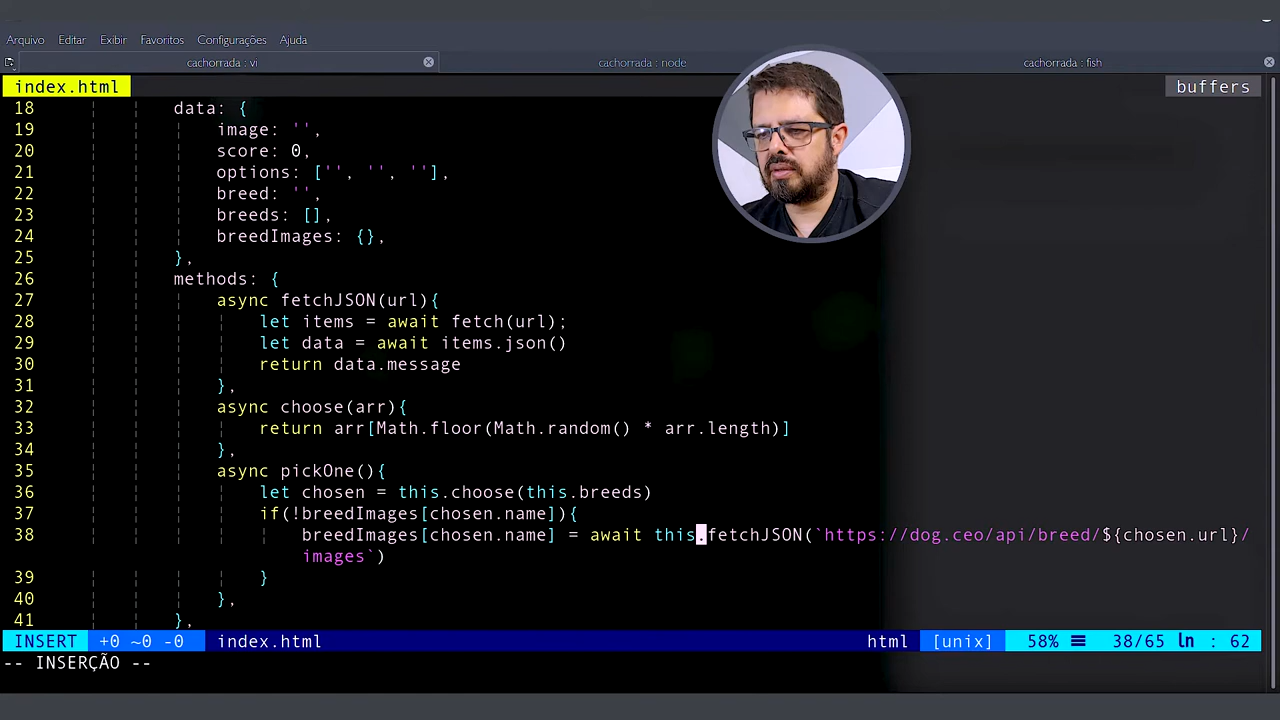 Arquivo Editar Exibir Favoritos Configurações Ajuda
cachorrada : vi cachorrada : node cachorrada : fish
index.html buffers
18 data: {
19 image: '',
20 score: 0,
21 options: ['', '', ''],
22 breed: '',
23 breeds: [],
24 breedImages: {},
25 },
26 methods: {
27 async fetchJSON(url){
28 let items = await fetch(url);
29 let data = await items.json()
30 return data.message
31 },
32 async choose(arr){
33 return arr[Math.floor(Math.random() * arr.length)]
34 },
35 async pickOne(){
36 let chosen = this.choose(this.breeds)
37 if(!breedImages[chosen.name]){
38 breedImages[chosen.name] = await this.fetchJSON(`https://dog.ceo/api/breed/${chosen.url}/
images`)
39 }
40 },
41 },
INSERT +0 ~0 -0 index.html html [unix] 58% ☰ 38/65 ln : 62
-- INSERÇÃO --